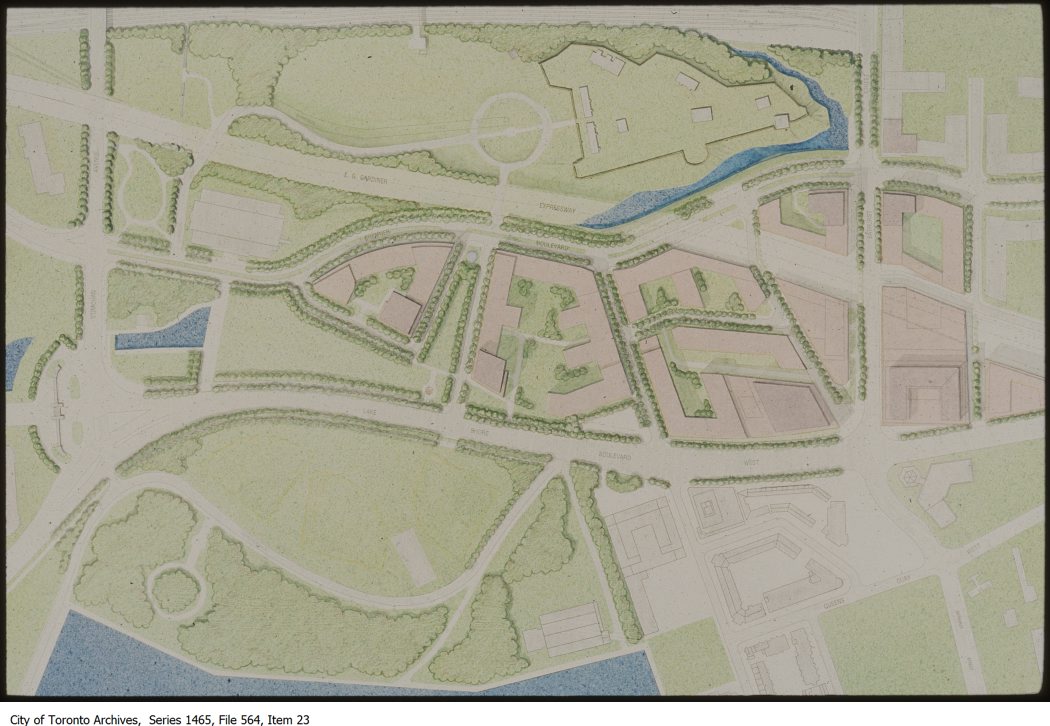 E. G. GARDINER
EXPRESSWAY
BOULEVARD
LAKE
SHORE
BOULEVARD
WEST
QUEENS
QUAY
WEST
City of Toronto Archives,  Series 1465, File 564, Item 23